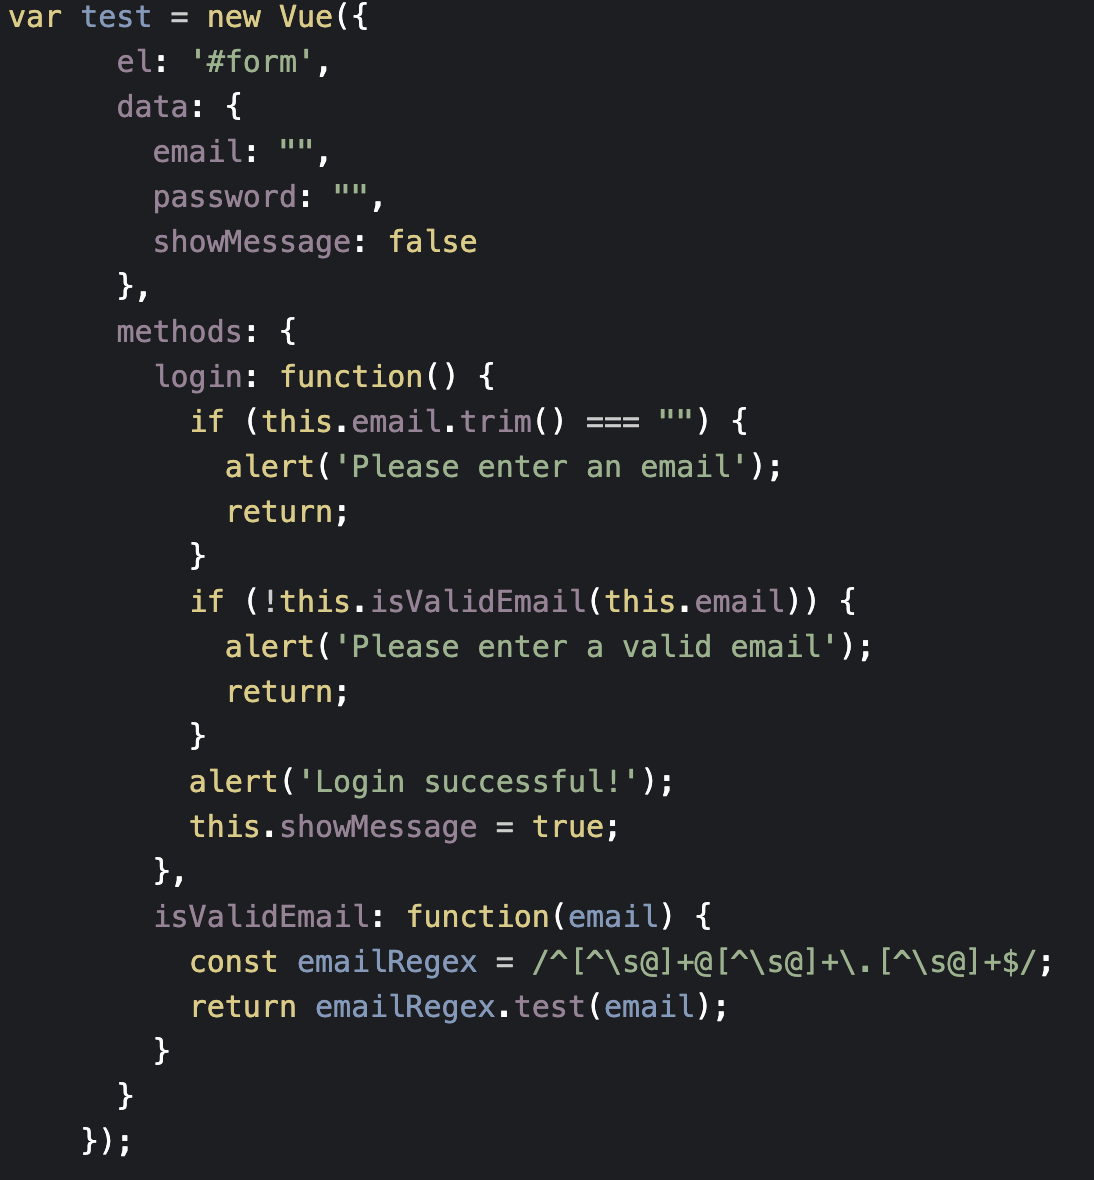 var test = new Vue({
      el: '#form',
      data: {
        email: "",
        password: "",
        showMessage: false
      },
      methods: {
        login: function() {
          if (this.email.trim() === "") {
            alert('Please enter an email');
            return;
          }
          if (!this.isValidEmail(this.email)) {
            alert('Please enter a valid email');
            return;
          }
          alert('Login successful!');
          this.showMessage = true;
        },
        isValidEmail: function(email) {
          const emailRegex = /^[^\s@]+@[^\s@]+\.[^\s@]+$/;
          return emailRegex.test(email);
        }
      }
    });